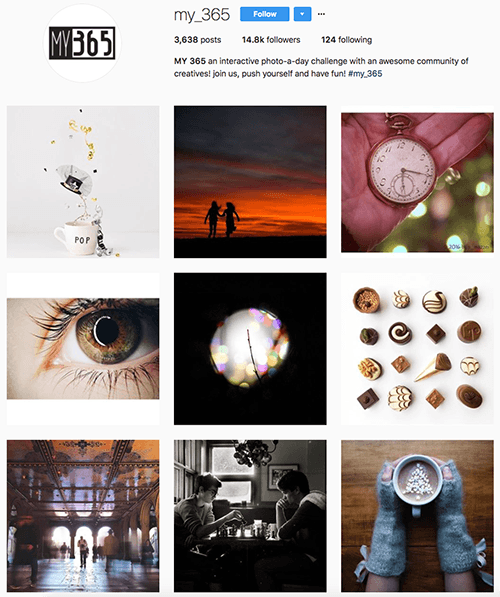 MY365
my_365 Follow
3,638 posts 14.8k followers 124 following
MY 365 an interactive photo-a-day challenge with an awesome community of
creatives! join us, push yourself and have fun! #my_365
POP